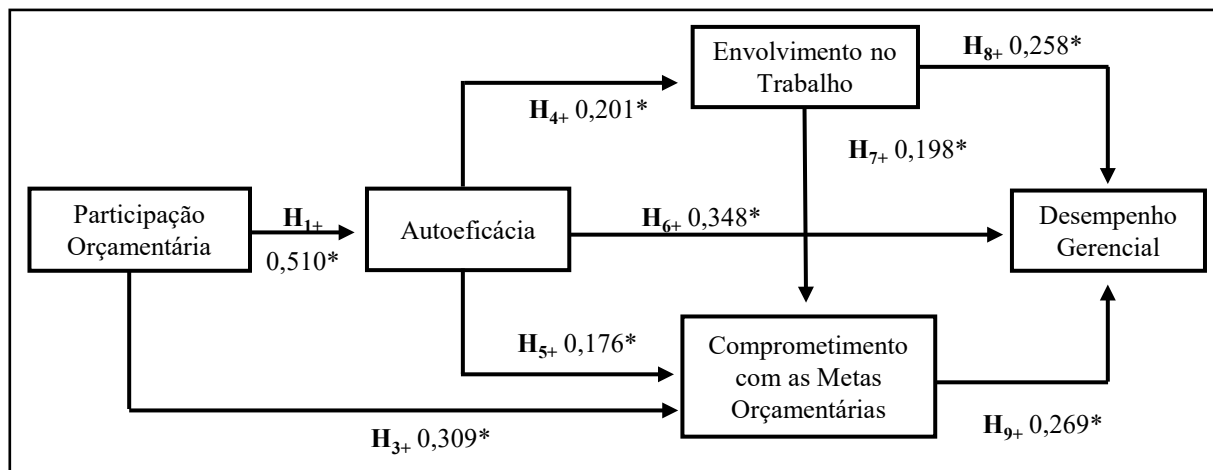 Envolvimento no
Trabalho
H₈₊ 0,258*
H₄₊ 0,201*
H₇₊ 0,198*
Participação
Orçamentária
H₁₊
0,510*
Autoeficácia
H₆₊ 0,348*
Desempenho
Gerencial
H₅₊ 0,176*
Comprometimento
com as Metas
Orçamentárias
H₃₊ 0,309*
H₉₊ 0,269*